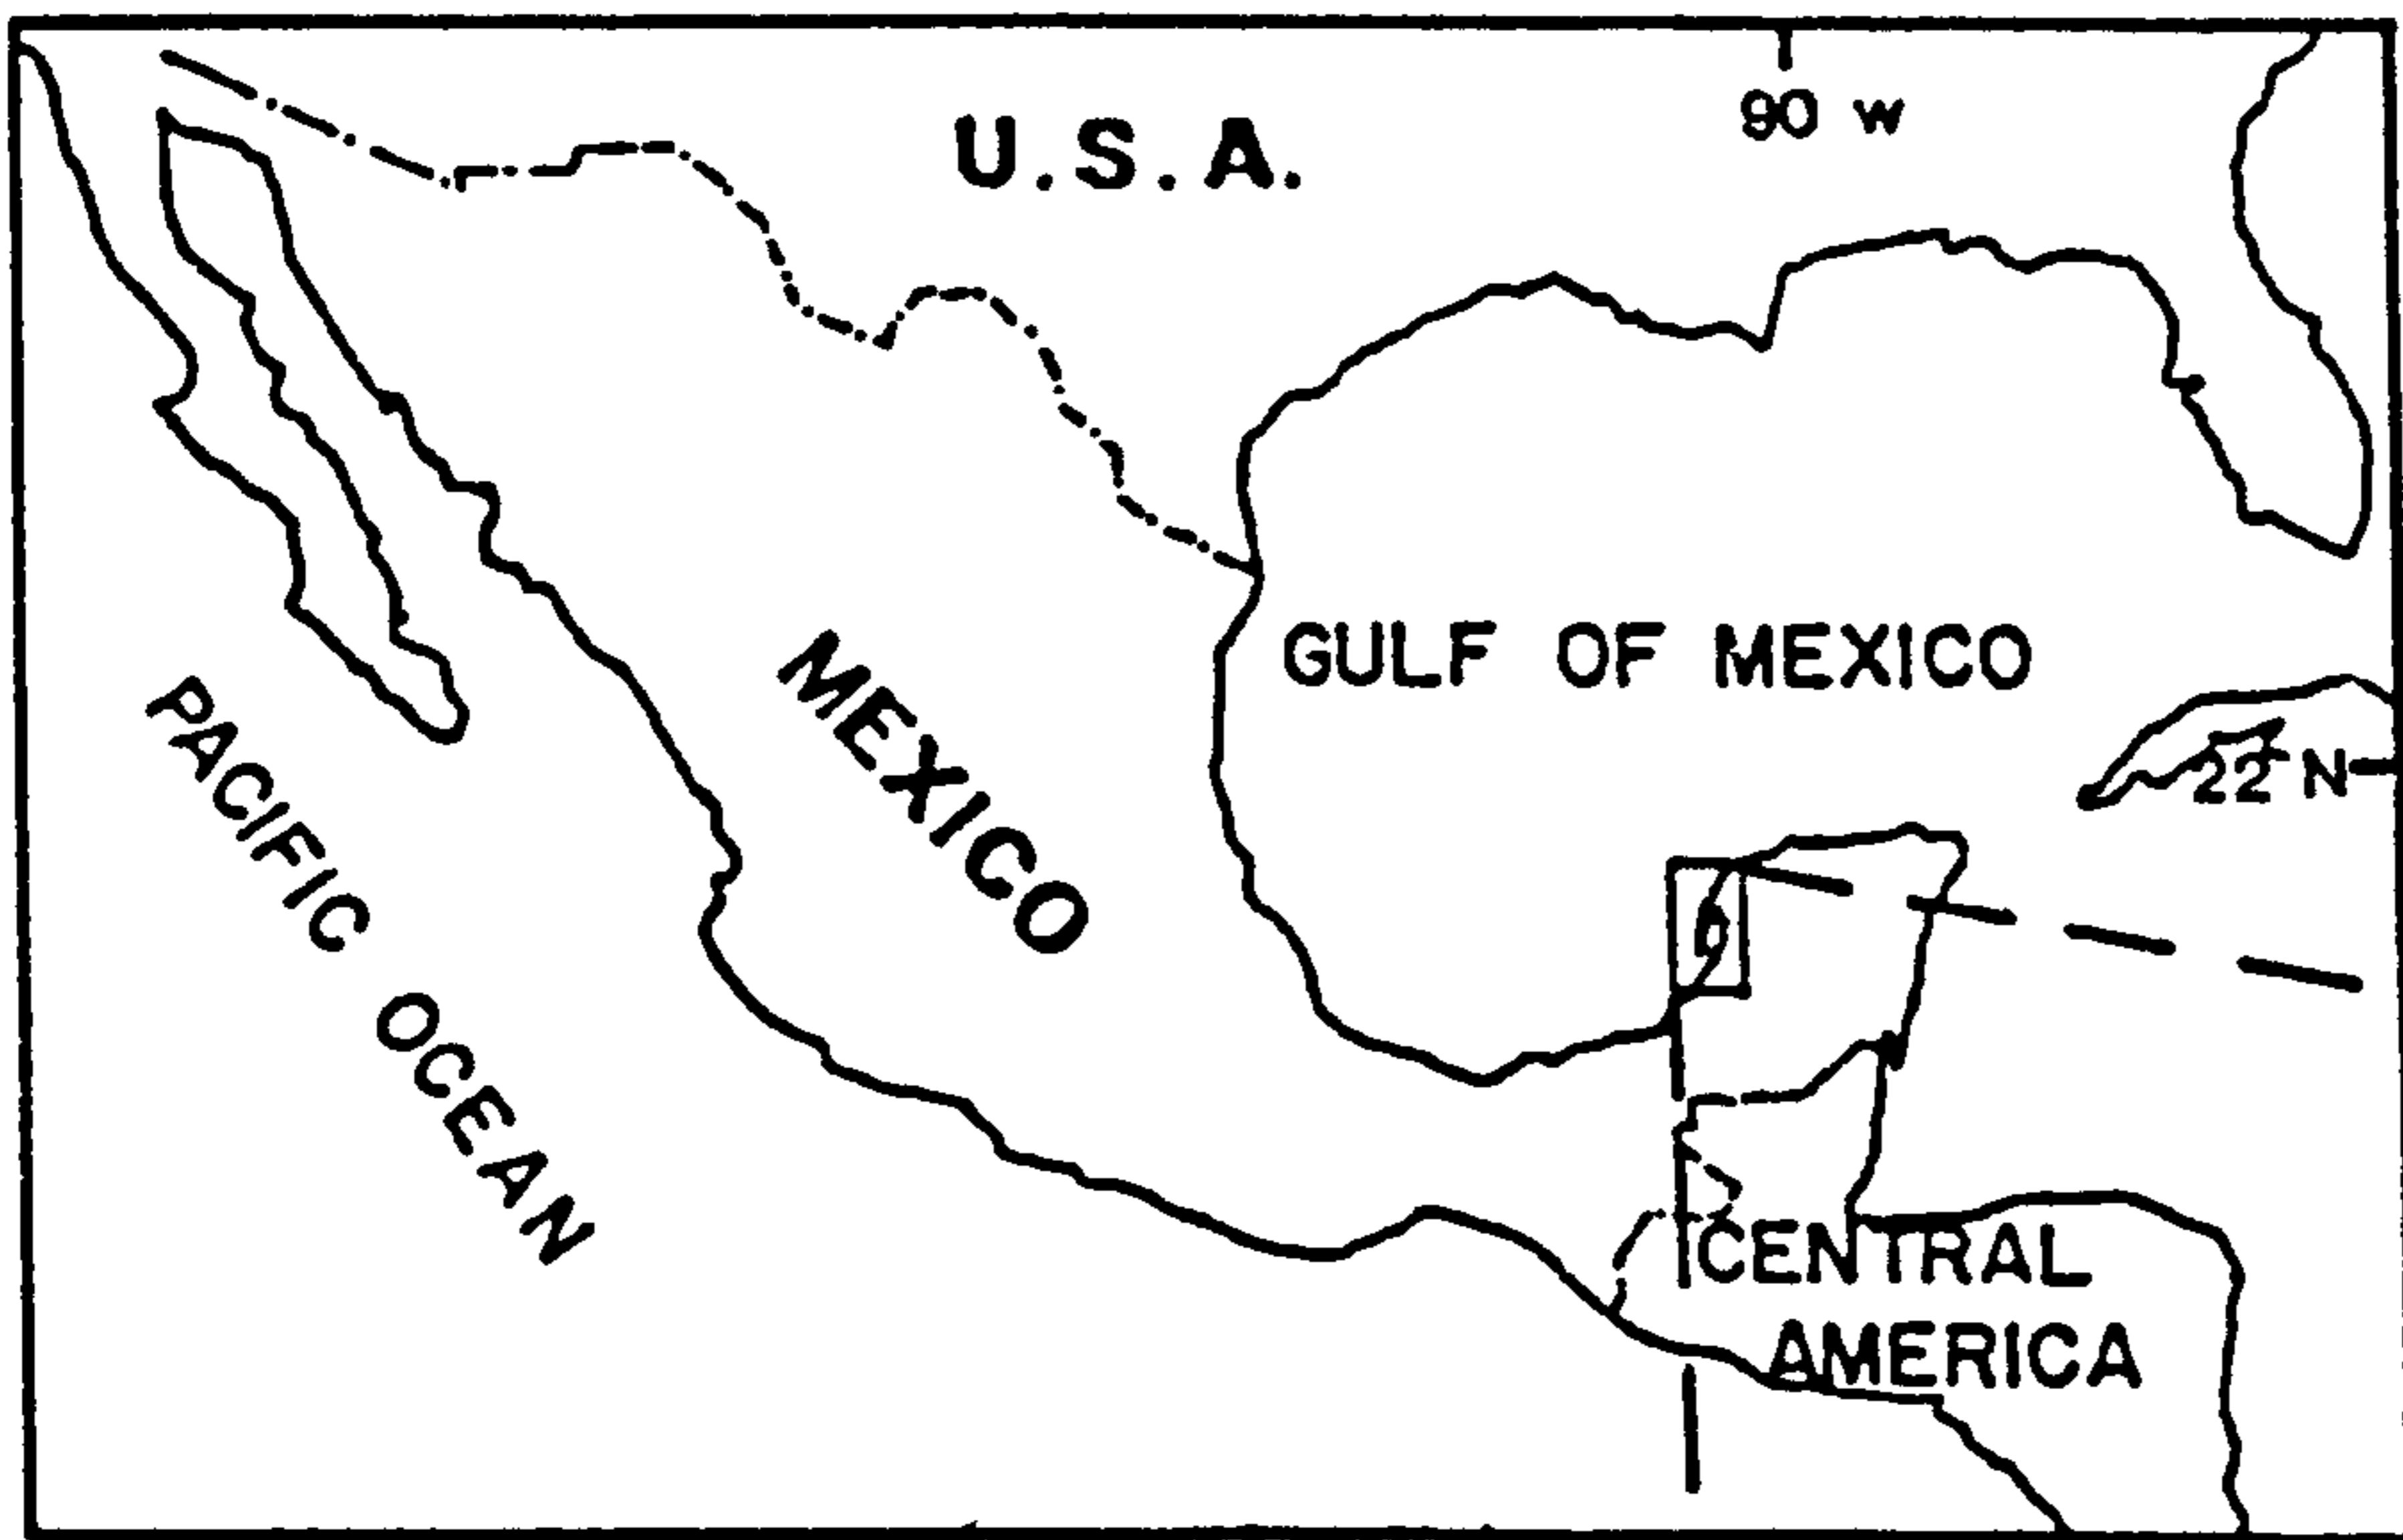 90 W
U.S.A.
GULF OF MEXICO
MEXICO
22 N
PACIFIC OCEAN
CENTRAL
AMERICA